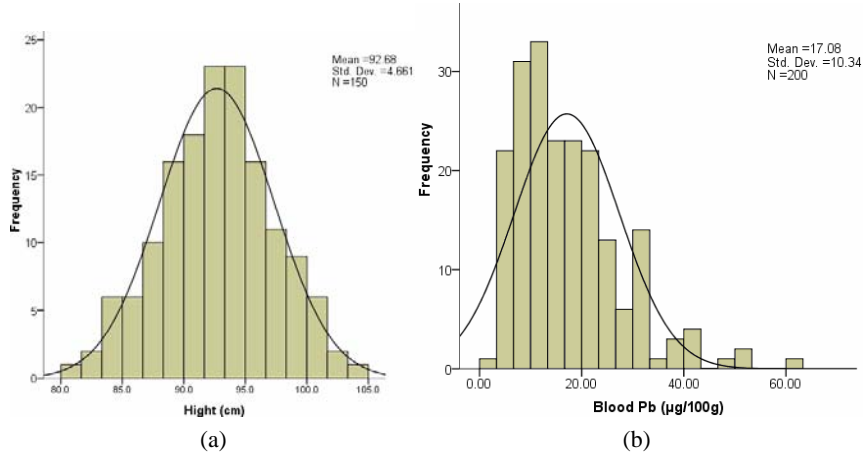 25
20
15
10
5
0
Frequency
80.0 85.0 90.0 95.0 100.0 105.0
Hight (cm)
Mean =92.68
Std. Dev. =4.661
N =150
(a)
30
20
10
0
Frequency
0.00 20.00 40.00 60.00
Blood Pb (µg/100g)
Mean =17.08
Std. Dev. =10.34
N =200
(b)